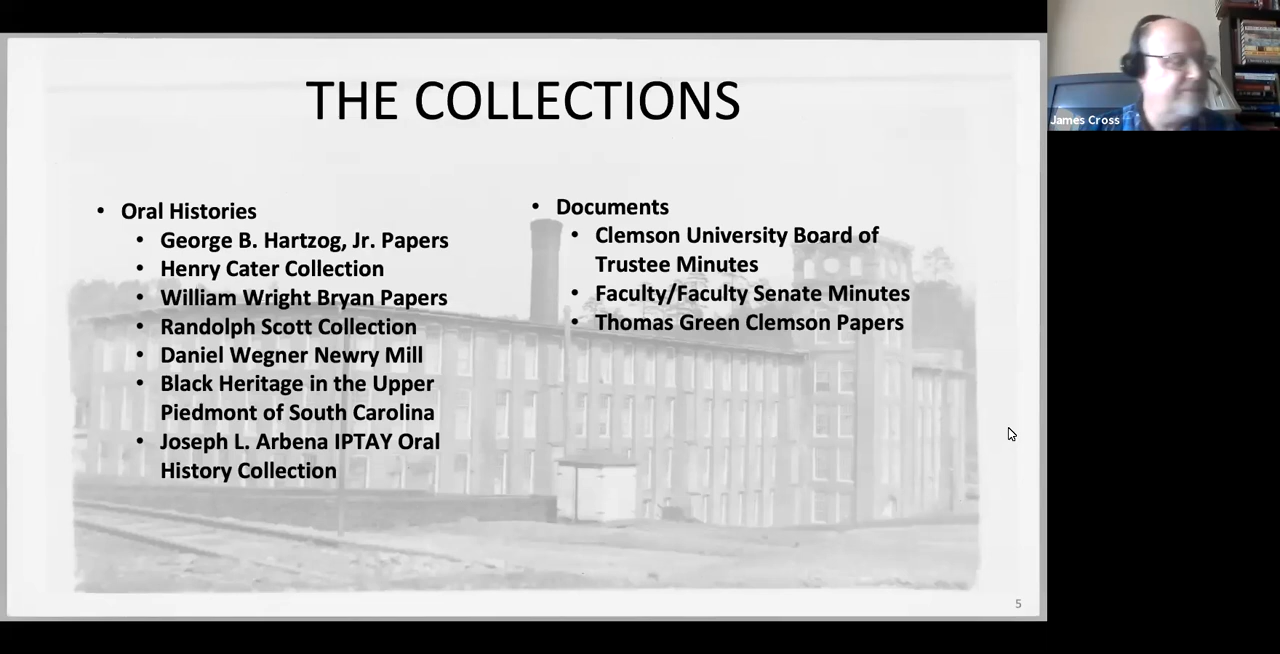 THE COLLECTIONS
• Oral Histories
• George B. Hartzog, Jr. Papers
• Henry Cater Collection
• William Wright Bryan Papers
• Randolph Scott Collection
• Daniel Wegner Newry Mill
• Black Heritage in the Upper
Piedmont of South Carolina
• Joseph L. Arbena IPTAY Oral
History Collection
• Documents
• Clemson University Board of
Trustee Minutes
• Faculty/Faculty Senate Minutes
• Thomas Green Clemson Papers
5
James Cross